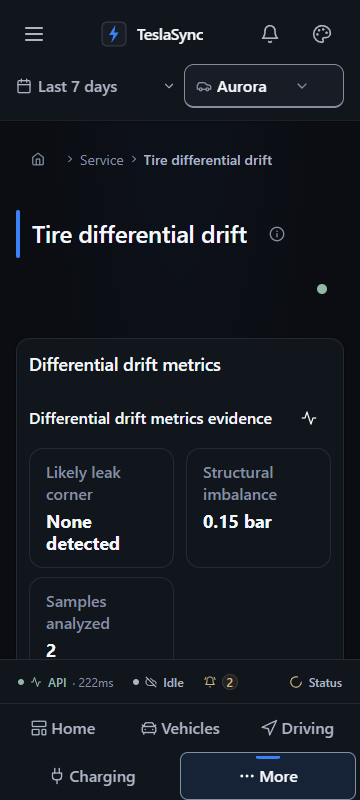 TeslaSync
Last 7 days
Aurora
Service
Tire differential drift
Tire differential drift
Differential drift metrics
Differential drift metrics evidence
Likely leak
corner
None
detected
Structural
imbalance
0.15 bar
Samples
analyzed
2
API · 222ms
Idle
2
Status
Home
Vehicles
Driving
Charging
More